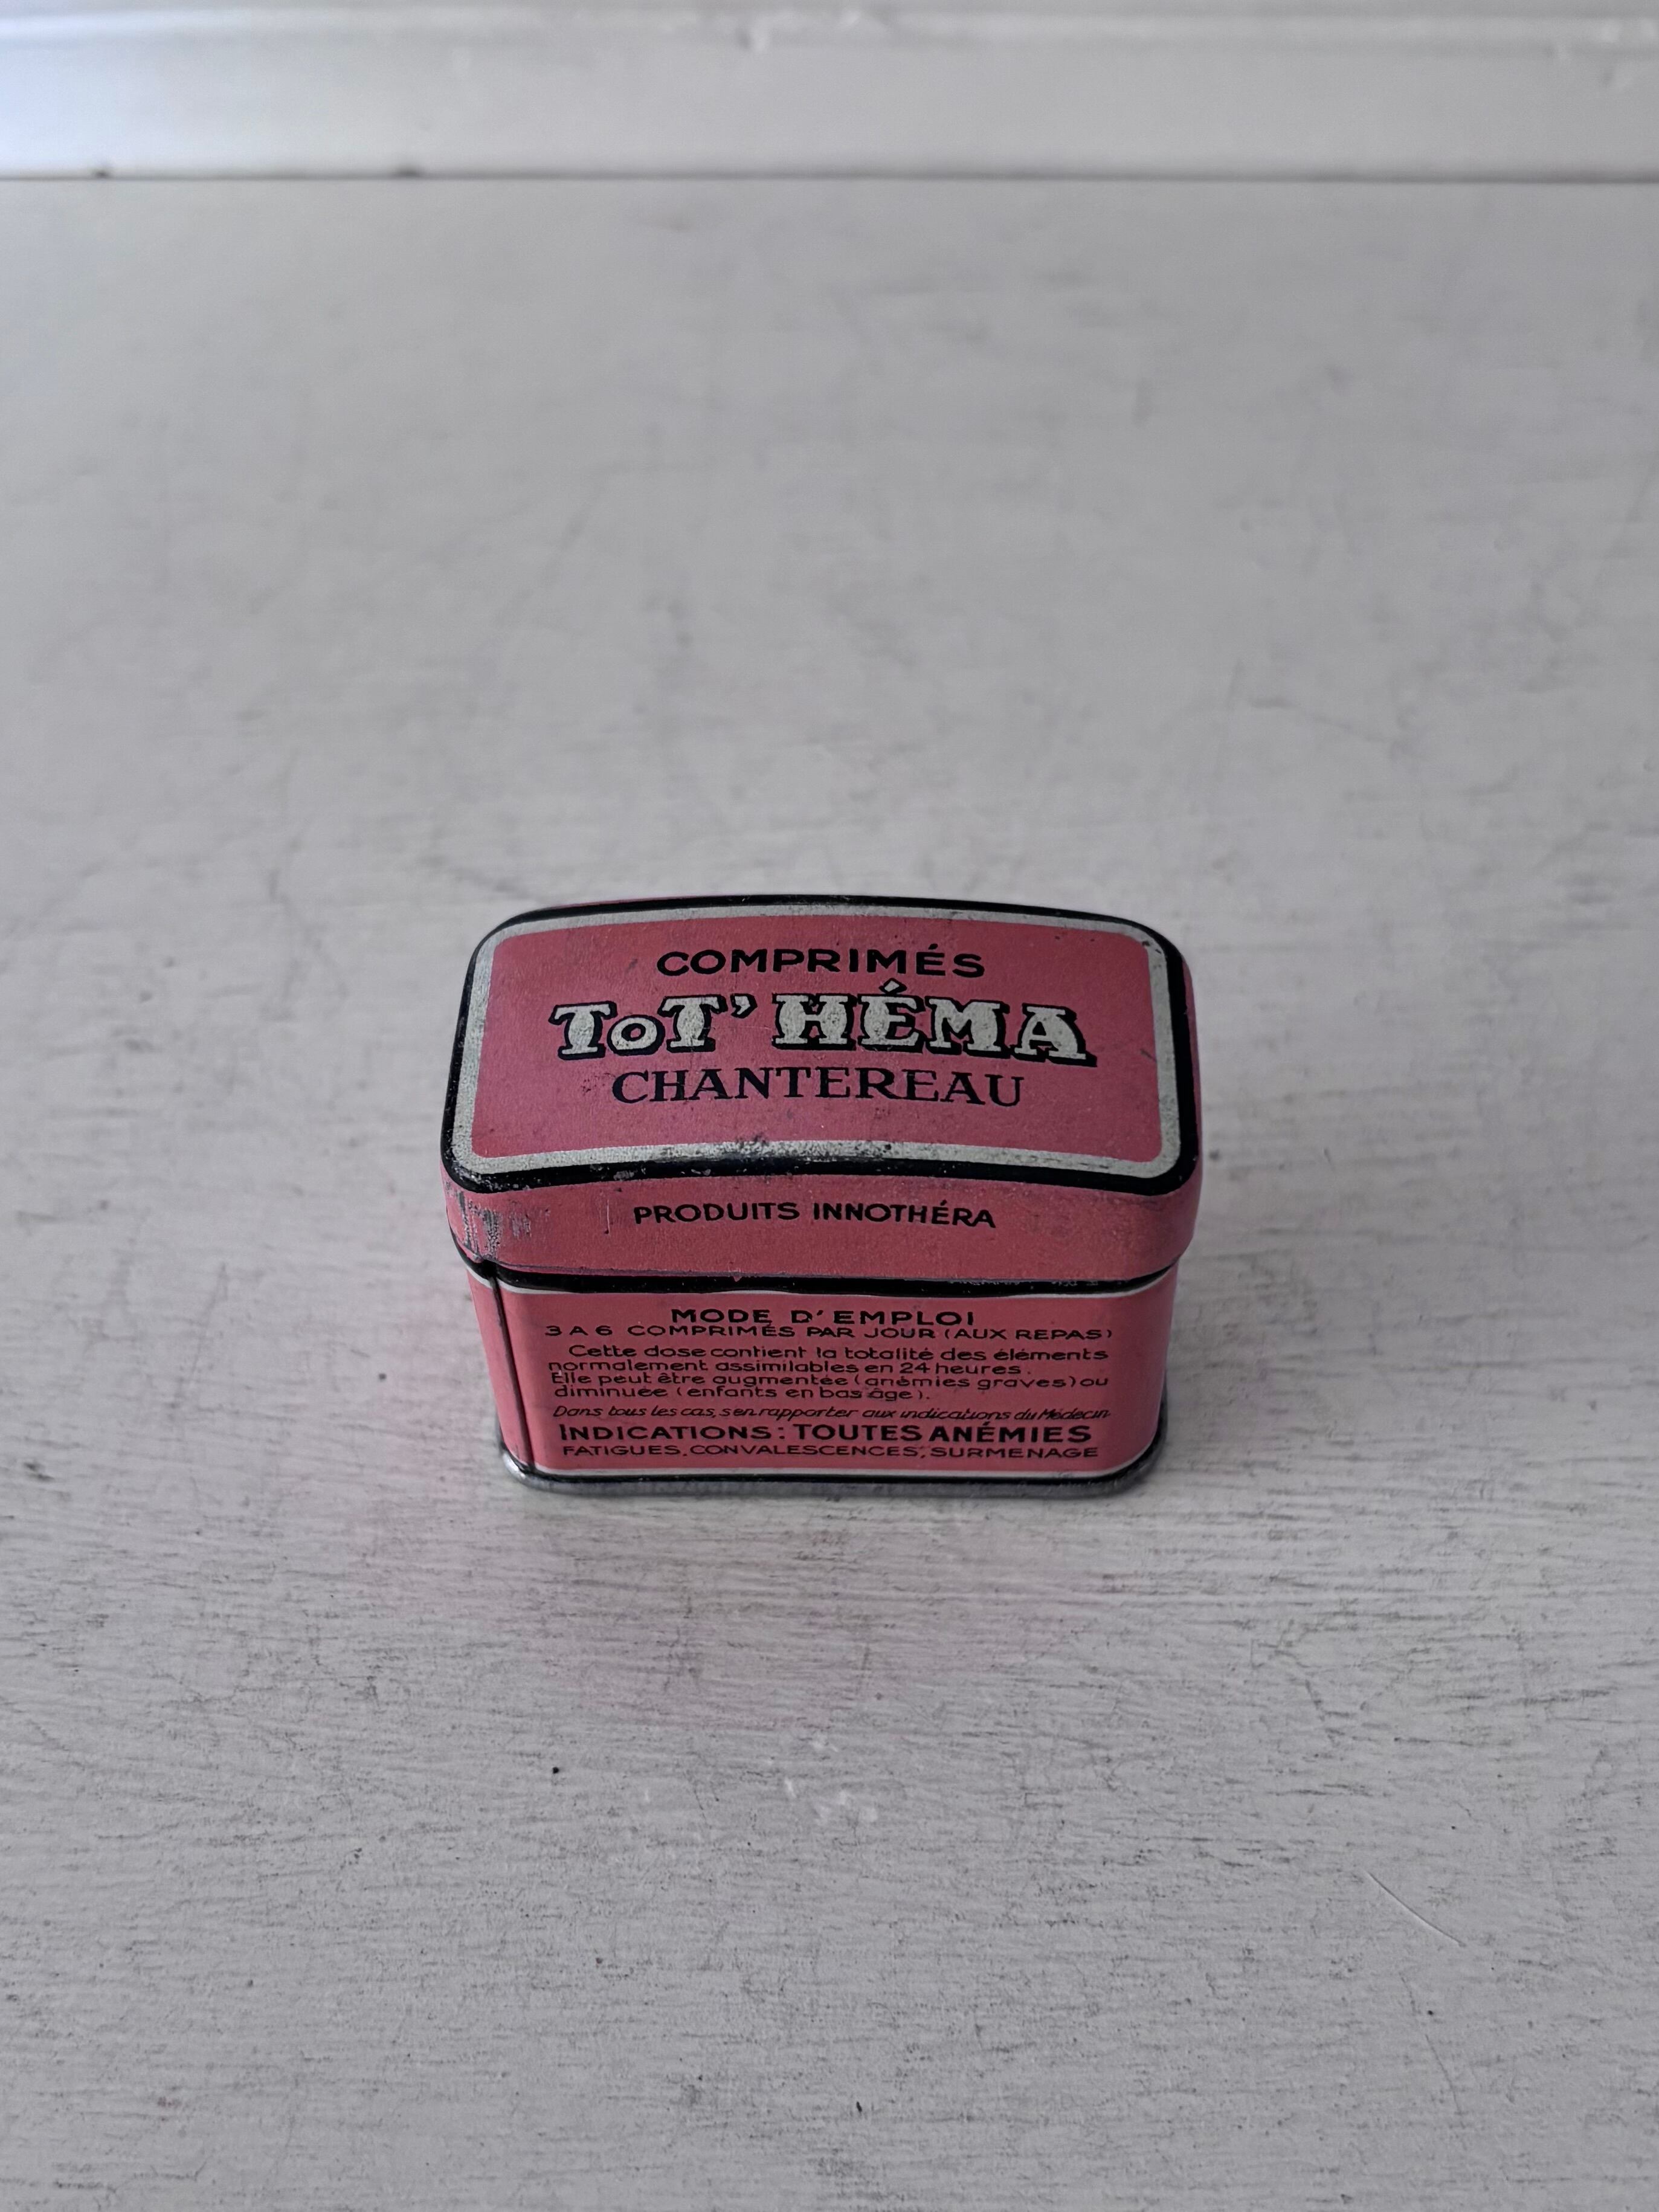 COMPRIMÉS
ToT' HÉMA
CHANTEREAU
PRODUITS INNOTHÉRA
MODE D'EMPLOI
3 A 6 COMPRIMÉS PAR JOUR (AUX REPAS)
Cette dose contient la totalité des éléments
normalement assimilables en 24 heures.
Elle peut être augmentée (anémies graves) ou
diminuée (enfants en bas âge).
Dans tous les cas, s'en rapporter aux indications du Médecin
INDICATIONS: TOUTES ANÉMIES
FATIGUES, CONVALESCENCES, SURMENAGE